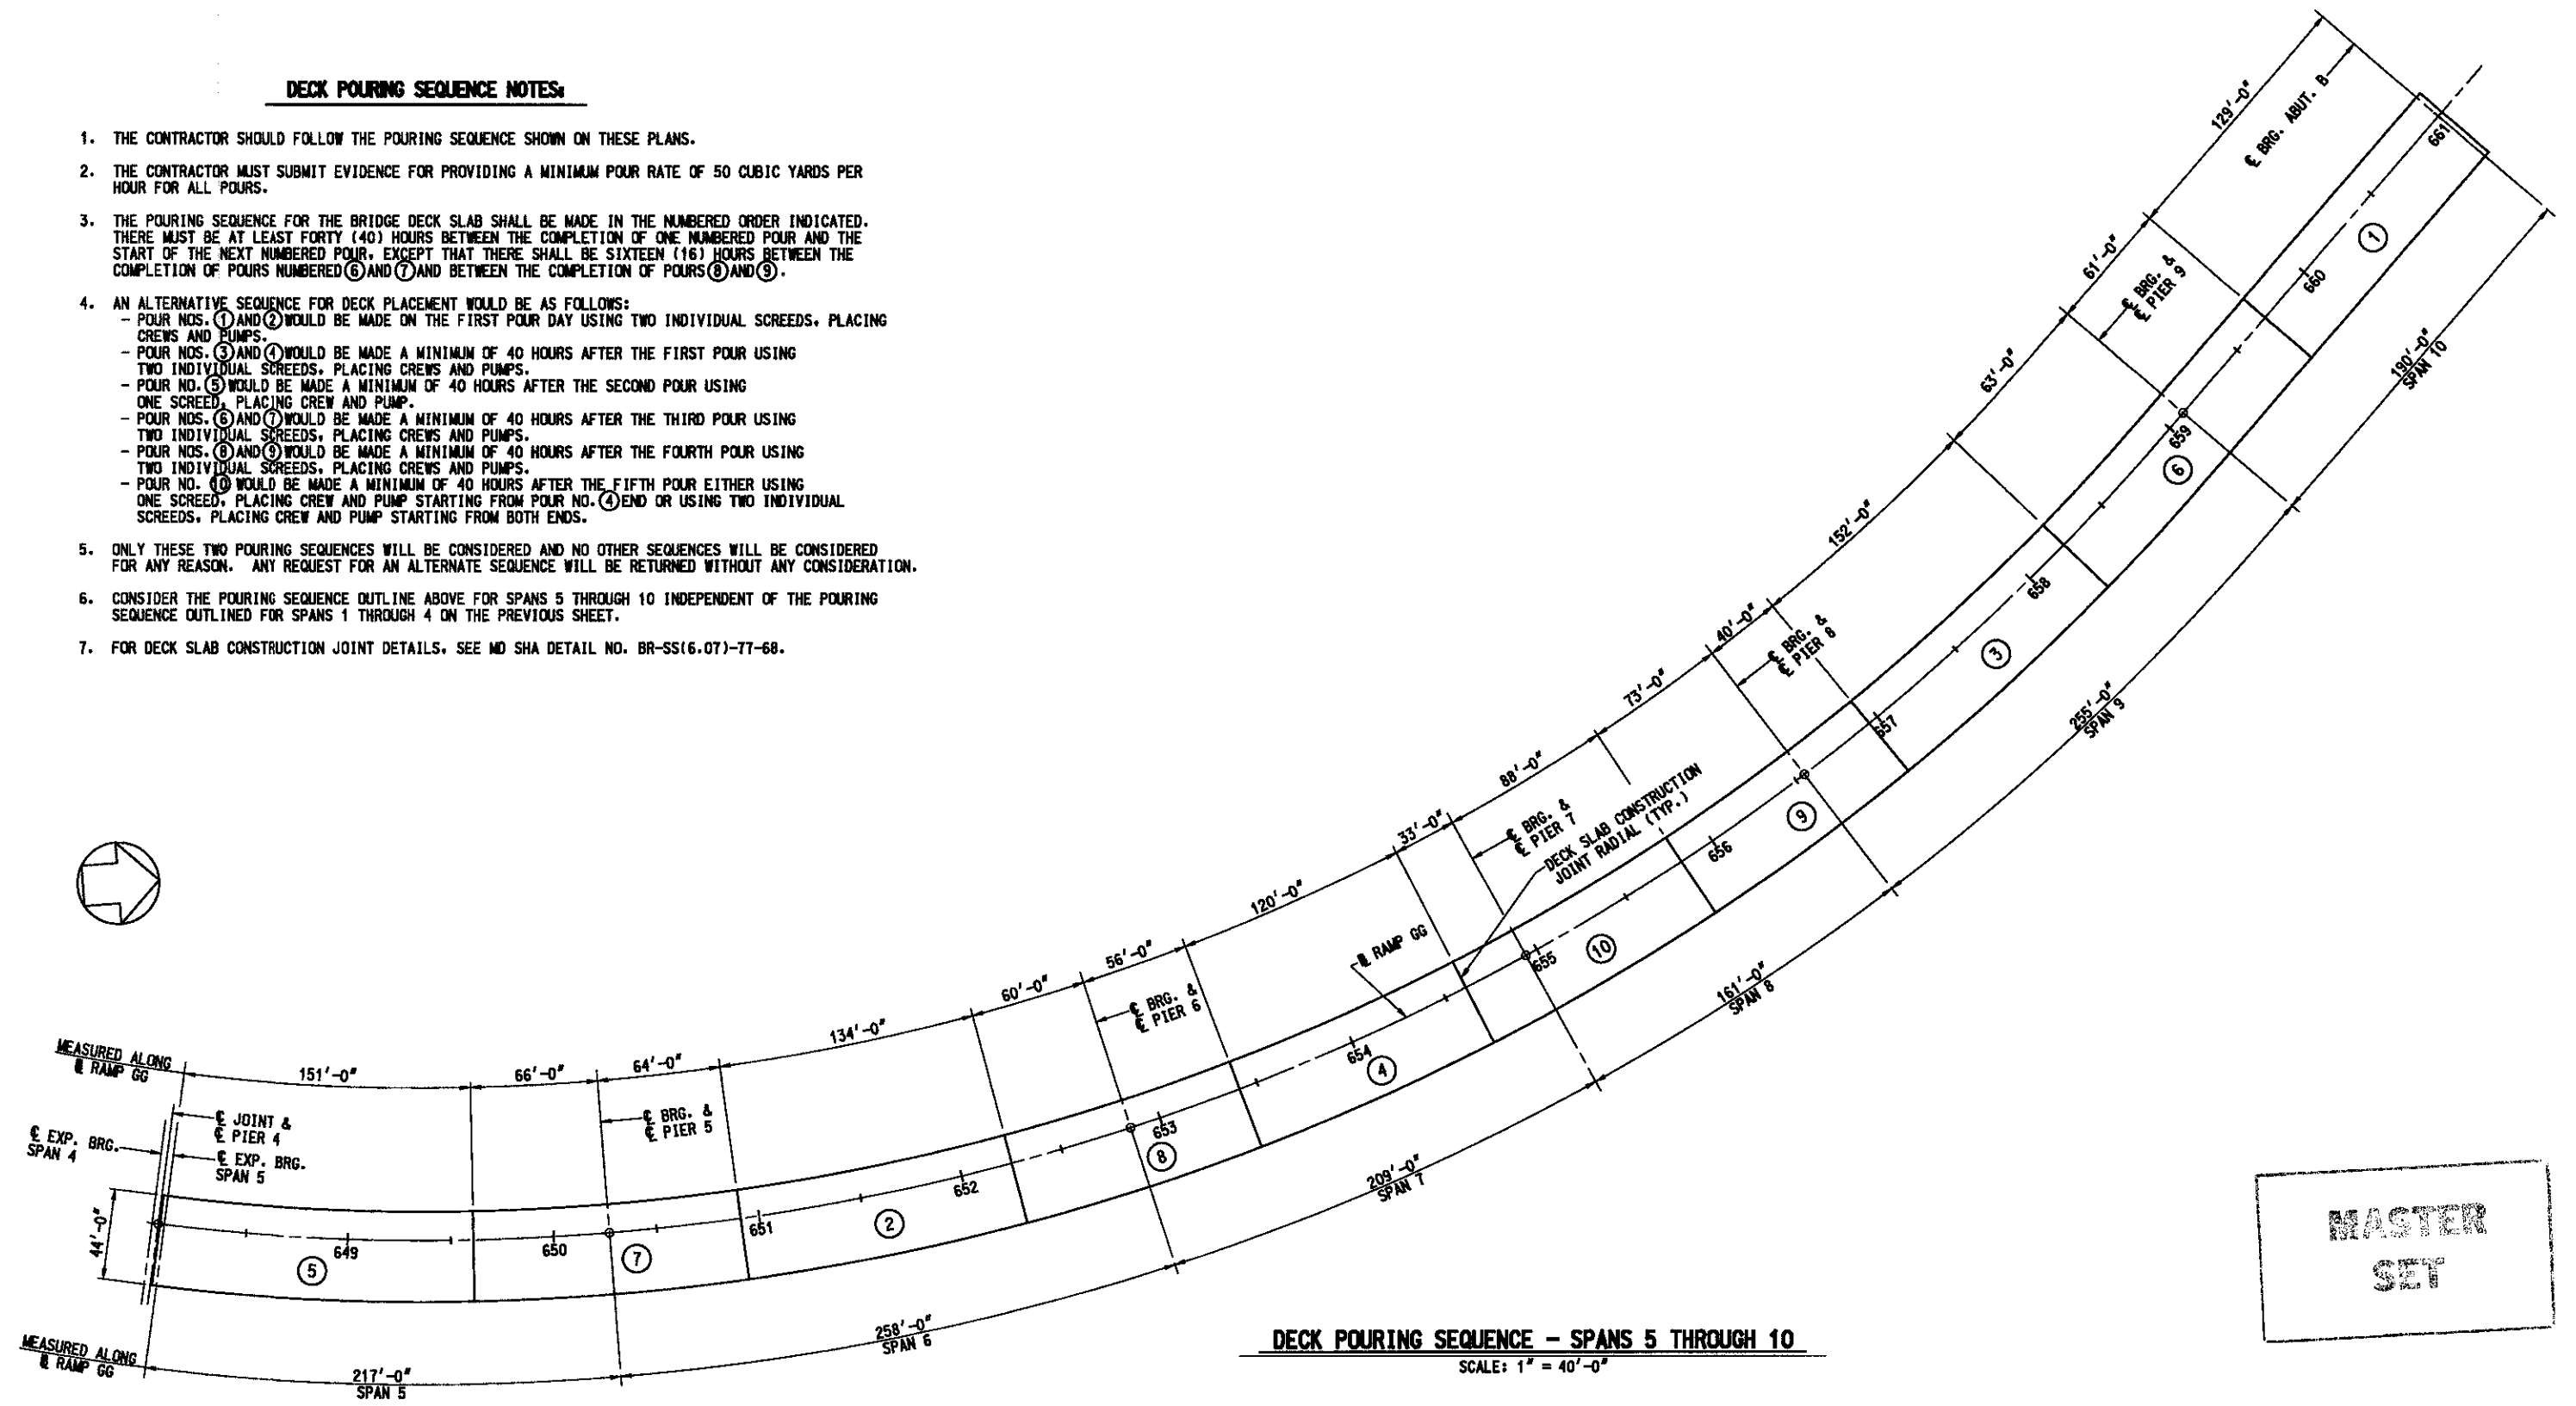 DECK POURING SEQUENCE NOTES:
1. THE CONTRACTOR SHOULD FOLLOW THE POURING SEQUENCE SHOWN ON THESE PLANS.
2. THE CONTRACTOR MUST SUBMIT EVIDENCE FOR PROVIDING A MINIMUM POUR RATE OF 50 CUBIC YARDS PER
HOUR FOR ALL POURS.
3. THE POURING SEQUENCE FOR THE BRIDGE DECK SLAB SHALL BE MADE IN THE NUMBERED ORDER INDICATED.
THERE MUST BE AT LEAST FORTY (40) HOURS BETWEEN THE COMPLETION OF ONE NUMBERED POUR AND THE
START OF THE NEXT NUMBERED POUR, EXCEPT THAT THERE SHALL BE SIXTEEN (16) HOURS BETWEEN THE
COMPLETION OF POURS NUMBERED 6 AND 7 AND BETWEEN THE COMPLETION OF POURS 8 AND 9.
4. AN ALTERNATIVE SEQUENCE FOR DECK PLACEMENT WOULD BE AS FOLLOWS:
- POUR NOS. 1 AND 2 WOULD BE MADE ON THE FIRST POUR DAY USING TWO INDIVIDUAL SCREEDS, PLACING
CREWS AND PUMPS.
- POUR NOS. 3 AND 4 WOULD BE MADE A MINIMUM OF 40 HOURS AFTER THE FIRST POUR USING
TWO INDIVIDUAL SCREEDS, PLACING CREWS AND PUMPS.
- POUR NO. 5 WOULD BE MADE A MINIMUM OF 40 HOURS AFTER THE SECOND POUR USING
ONE SCREED, PLACING CREW AND PUMP.
- POUR NOS. 6 AND 7 WOULD BE MADE A MINIMUM OF 40 HOURS AFTER THE THIRD POUR USING
TWO INDIVIDUAL SCREEDS, PLACING CREWS AND PUMPS.
- POUR NOS. 8 AND 9 WOULD BE MADE A MINIMUM OF 40 HOURS AFTER THE FOURTH POUR USING
TWO INDIVIDUAL SCREEDS, PLACING CREWS AND PUMPS.
- POUR NO. 10 WOULD BE MADE A MINIMUM OF 40 HOURS AFTER THE FIFTH POUR EITHER USING
ONE SCREED, PLACING CREW AND PUMP STARTING FROM POUR NO. 4 END OR USING TWO INDIVIDUAL
SCREEDS, PLACING CREW AND PUMP STARTING FROM BOTH ENDS.
5. ONLY THESE TWO POURING SEQUENCES WILL BE CONSIDERED AND NO OTHER SEQUENCES WILL BE CONSIDERED
FOR ANY REASON. ANY REQUEST FOR AN ALTERNATE SEQUENCE WILL BE RETURNED WITHOUT ANY CONSIDERATION.
6. CONSIDER THE POURING SEQUENCE OUTLINE ABOVE FOR SPANS 5 THROUGH 10 INDEPENDENT OF THE POURING
SEQUENCE OUTLINED FOR SPANS 1 THROUGH 4 ON THE PREVIOUS SHEET.
7. FOR DECK SLAB CONSTRUCTION JOINT DETAILS, SEE MD SHA DETAIL NO. BR-SS(6.07)-77-68.
MEASURED ALONG
℄ RAMP GG
151'-0"
66'-0"
64'-0"
134'-0"
60'-0"
56'-0"
120'-0"
33'-0"
88'-0"
73'-0"
40'-0"
152'-0"
63'-0"
61'-0"
129'-0"
℄ BRG. ABUT. B
℄ BRG. &
℄ PIER 9
℄ BRG. &
℄ PIER 8
℄ BRG. &
℄ PIER 7
DECK SLAB CONSTRUCTION
JOINT RADIAL (TYP.)
℄ RAMP GG
℄ BRG. &
℄ PIER 6
℄ BRG. &
℄ PIER 5
℄ JOINT &
℄ PIER 4
℄ EXP. BRG.
SPAN 4
℄ EXP. BRG.
SPAN 5
44'-0"
649
650
651
652
653
654
655
656
657
658
659
660
661
5
7
2
8
4
10
9
3
6
1
MEASURED ALONG
℄ RAMP GG
217'-0"
SPAN 5
258'-0"
SPAN 6
209'-0"
SPAN 7
161'-0"
SPAN 8
255'-0"
SPAN 9
190'-0"
SPAN 10
DECK POURING SEQUENCE - SPANS 5 THROUGH 10
SCALE: 1" = 40'-0"
MASTER
SET